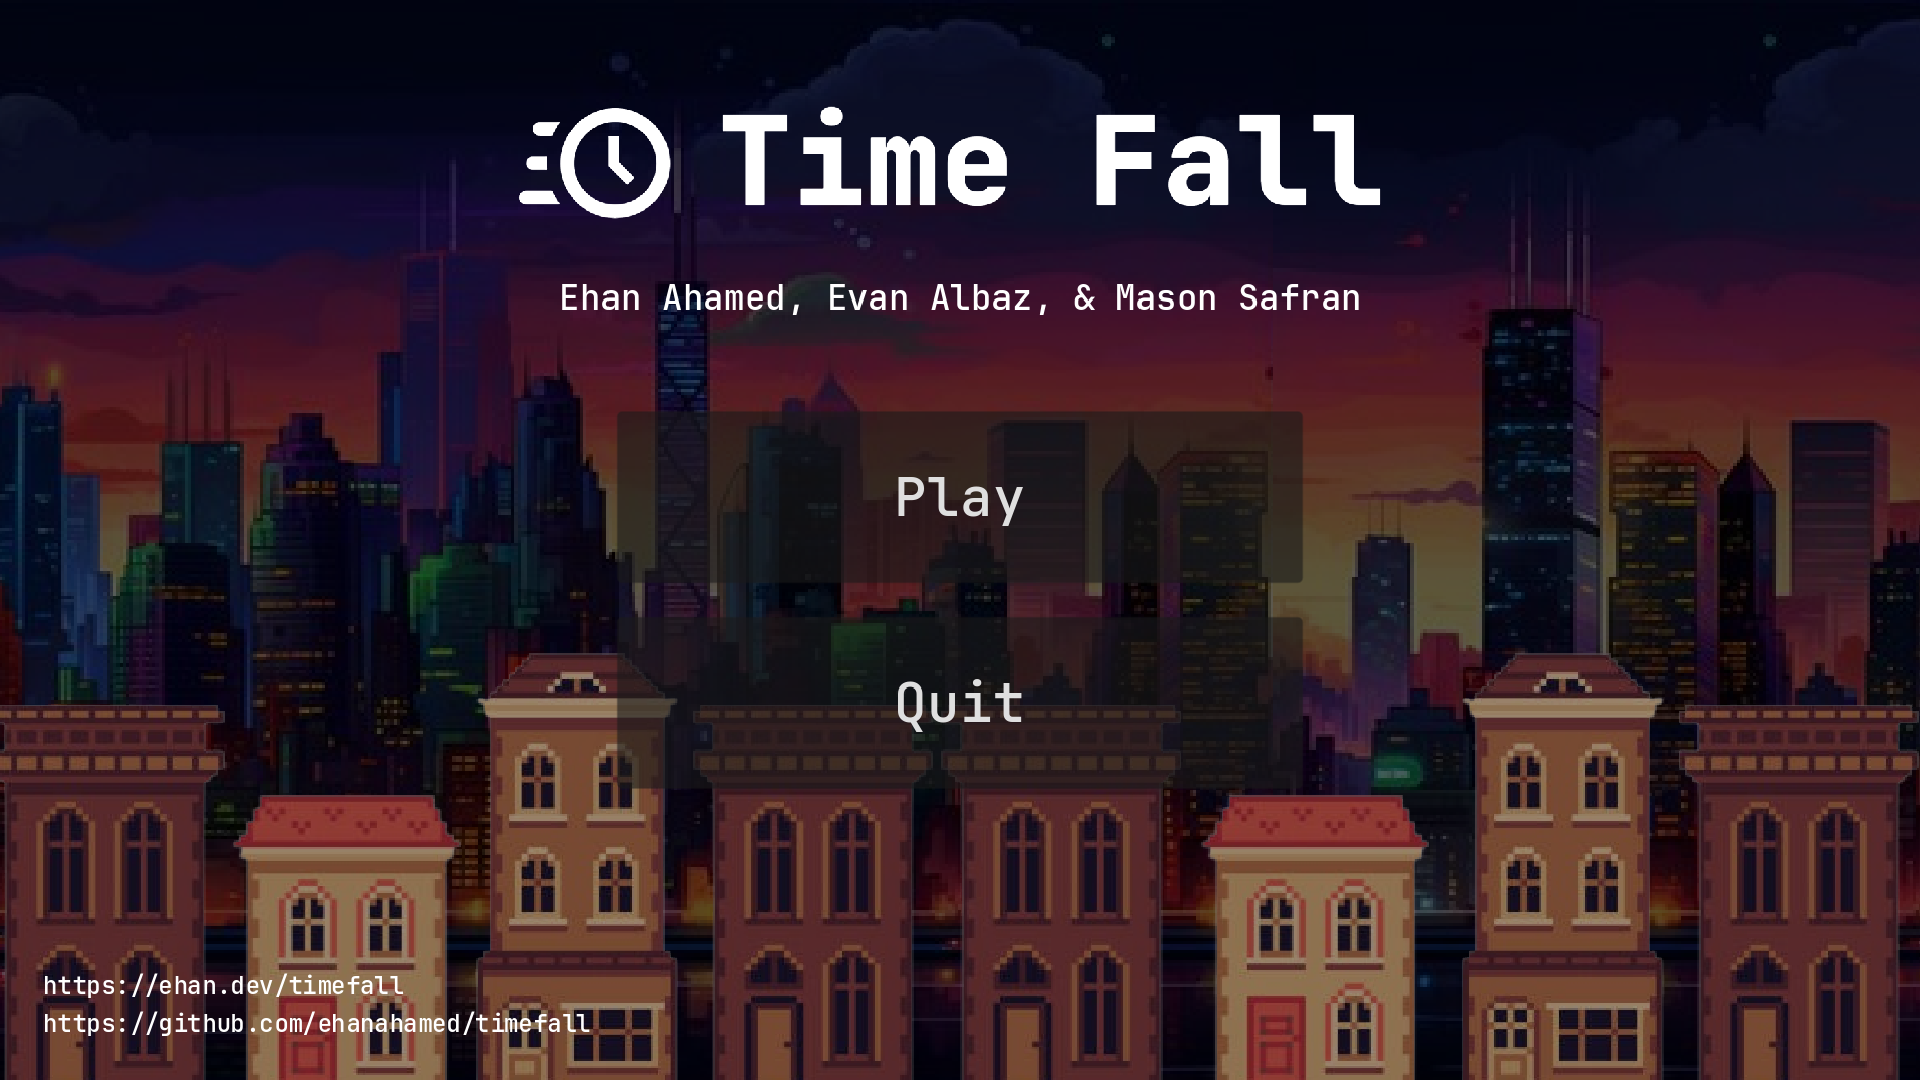 Time Fall
Ehan Ahamed, Evan Albaz, & Mason Safran
Play
Quit
https://ehan.dev/timefall
https://github.com/ehanahamed/timefall